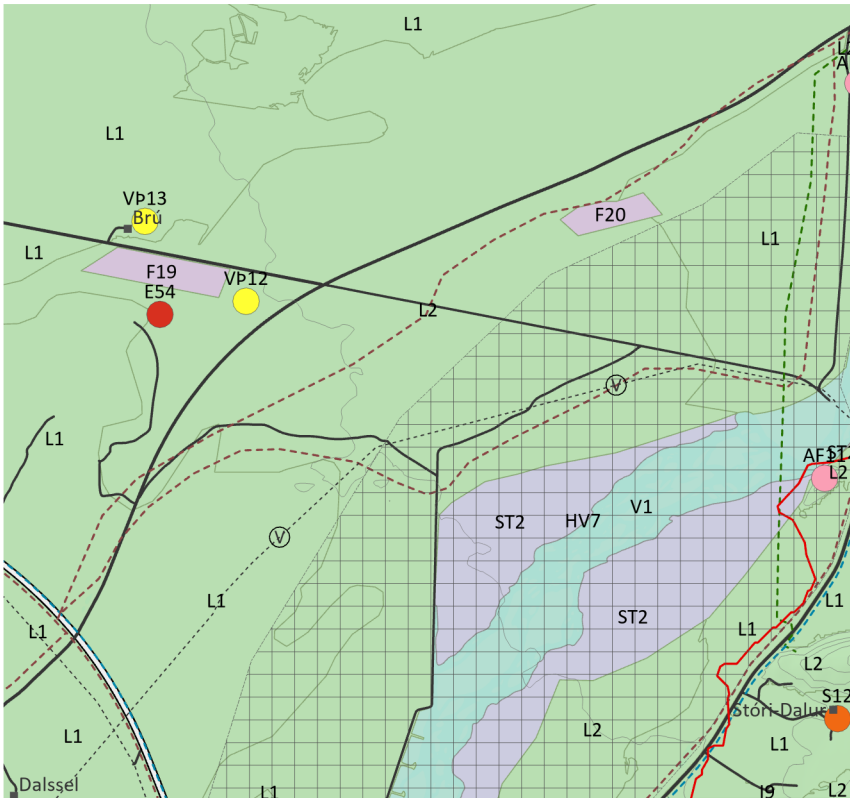 L1
L1
VÞ13
Brú
L1
F20
L1
F19
E54
VÞ12
L2
V
L1
AF11
L2
ST2
HV7
V1
V
L1
ST2
L1
L1
L1
L2
S12
Stóri-Dalur
L2
L1
L1
Dalssel
L1
L2